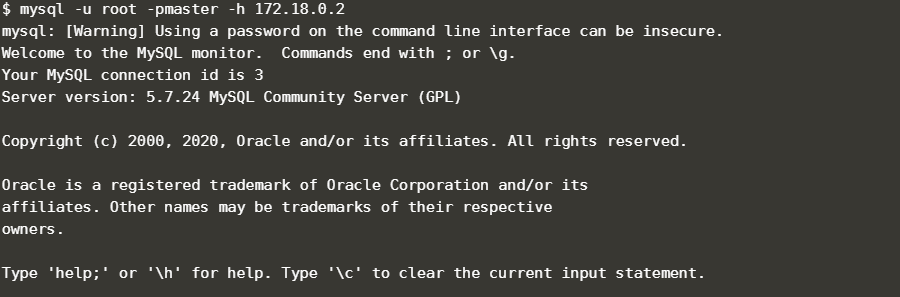 $ mysql -u root -pmaster -h 172.18.0.2
mysql: [Warning] Using a password on the command line interface can be insecure.
Welcome to the MySQL monitor.  Commands end with ; or \g.
Your MySQL connection id is 3
Server version: 5.7.24 MySQL Community Server (GPL)

Copyright (c) 2000, 2020, Oracle and/or its affiliates. All rights reserved.

Oracle is a registered trademark of Oracle Corporation and/or its
affiliates. Other names may be trademarks of their respective
owners.

Type 'help;' or '\h' for help. Type '\c' to clear the current input statement.